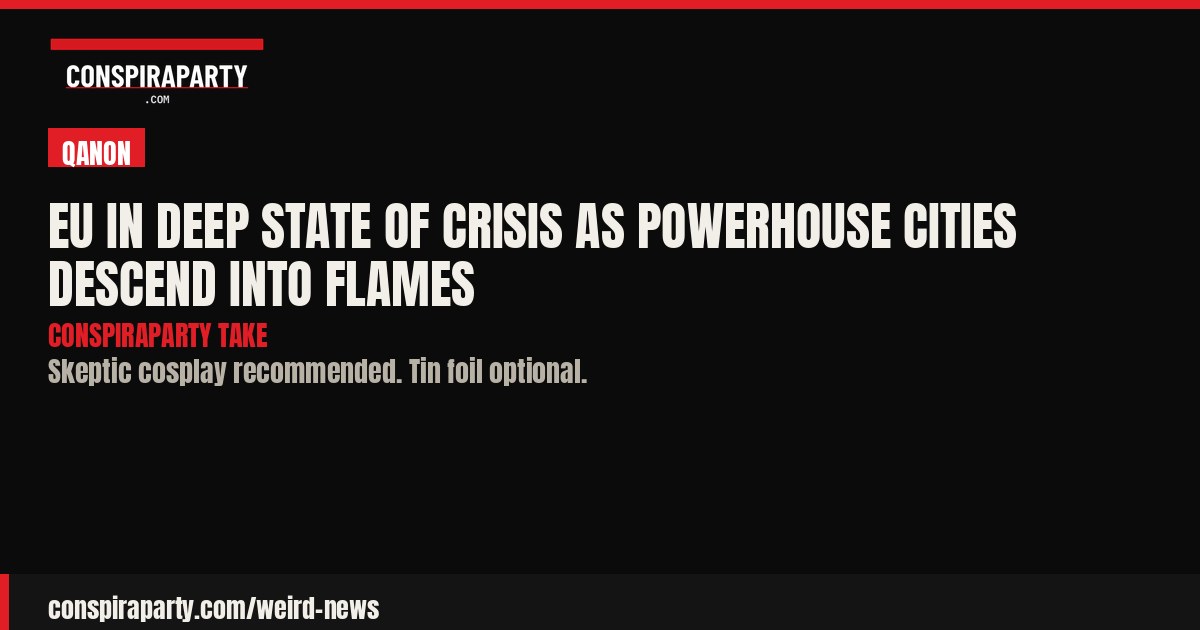 CONSPIRAPARTY
.COM
QANON
EU IN DEEP STATE OF CRISIS AS POWERHOUSE CITIES
DESCEND INTO FLAMES
CONSPIRAPARTY TAKE
Skeptic cosplay recommended. Tin foil optional.
conspiraparty.com/weird-news